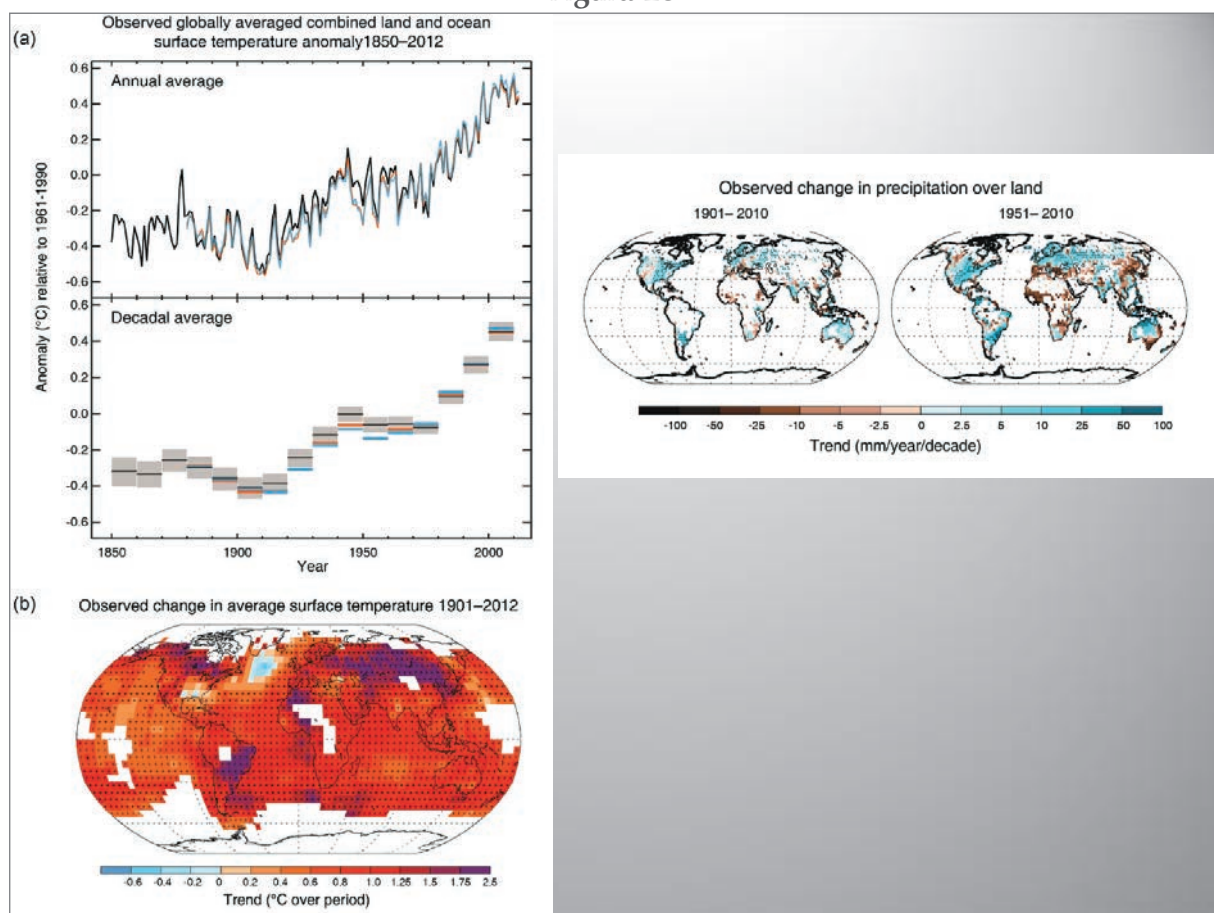 (a)
Observed globally averaged combined land and ocean
surface temperature anomaly1850–2012
Annual average
0.6
0.4
0.2
0.0
-0.2
-0.4
-0.6
Anomaly (°C) relative to 1961-1990
Decadal average
0.6
0.4
0.2
0.0
-0.2
-0.4
-0.6
1850 1900 1950 2000
Year
(b)
Observed change in average surface temperature 1901–2012
-0.6 -0.4 -0.2 0 0.2 0.4 0.6 0.8 1.0 1.25 1.5 1.75 2.5
Trend (°C over period)
Observed change in precipitation over land
1901– 2010 1951– 2010
-100 -50 -25 -10 -5 -2.5 0 2.5 5 10 25 50 100
Trend (mm/year/decade)